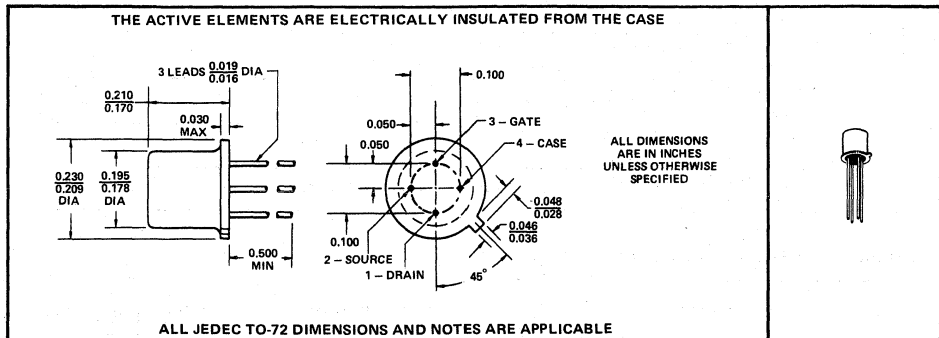 THE ACTIVE ELEMENTS ARE ELECTRICALLY INSULATED FROM THE CASE
3 LEADS 0.019
0.016 DIA
0.100
0.210
0.170
0.030
MAX
0.050
3 – GATE
0.050
4 – CASE
ALL DIMENSIONS
ARE IN INCHES
UNLESS OTHERWISE
SPECIFIED
0.230
0.209
DIA
0.195
0.178
DIA
0.048
0.028
0.046
0.036
0.100
0.500
MIN
2 – SOURCE
1 – DRAIN
45°
ALL JEDEC TO-72 DIMENSIONS AND NOTES ARE APPLICABLE